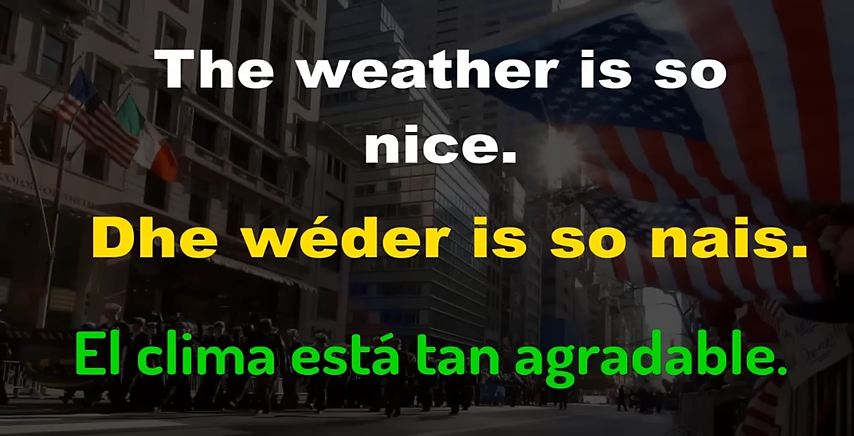 The weather is so
nice.
Dhe wéder is so nais.
El clima está tan agradable.